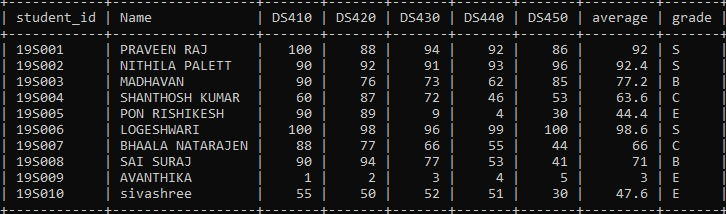 | student_id | Name             | DS410 | DS420 | DS430 | DS440 | DS450 | average | grade |
| 19S001     | PRAVEEN RAJ      |   100 |    88 |    94 |    92 |    86 |      92 | S     |
| 19S002     | NITHILA PALETT   |    90 |    92 |    91 |    93 |    96 |    92.4 | S     |
| 19S003     | MADHAVAN         |    90 |    76 |    73 |    62 |    85 |    77.2 | B     |
| 19S004     | SHANTHOSH KUMAR  |    60 |    87 |    72 |    46 |    53 |    63.6 | C     |
| 19S005     | PON RISHIKESH    |    90 |    89 |     9 |     4 |    30 |    44.4 | E     |
| 19S006     | LOGESHWARI       |   100 |    98 |    96 |    99 |   100 |    98.6 | S     |
| 19S007     | BHAALA NATARAJEN |    88 |    77 |    66 |    55 |    44 |      66 | C     |
| 19S008     | SAI SURAJ        |    90 |    94 |    77 |    53 |    41 |      71 | B     |
| 19S009     | AVANTHIKA        |     1 |     2 |     3 |     4 |     5 |       3 | E     |
| 19S010     | sivashree        |    55 |    50 |    52 |    51 |    30 |    47.6 | E     |